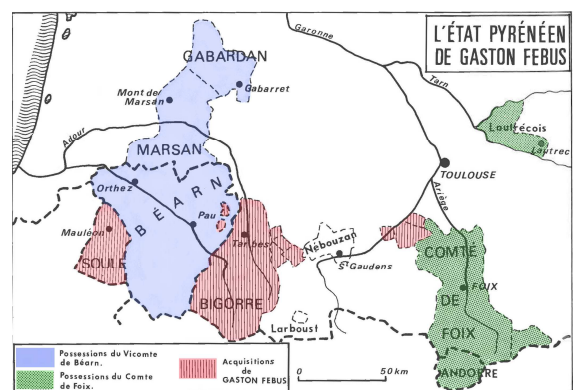 L'ÉTAT PYRÉNÉEN
DE GASTON FEBUS
Garonne
Tarn
GABARDAN
Mont de
Marsan
Gabarret
Lautrécois
Lautrec
Adour
MARSAN
TOULOUSE
Ariège
Orthez
BÉARN
Pau
Mauléon
SOULE
Tarbes
BIGORRE
Nébouzan
St Gaudens
COMTÉ
DE
FOIX
FOIX
Larboust
ANDORRE
Possessions du Vicomte
de Béarn.
Possessions du Comte
de Foix.
Acquisitions
de
GASTON FEBUS
0 50 km